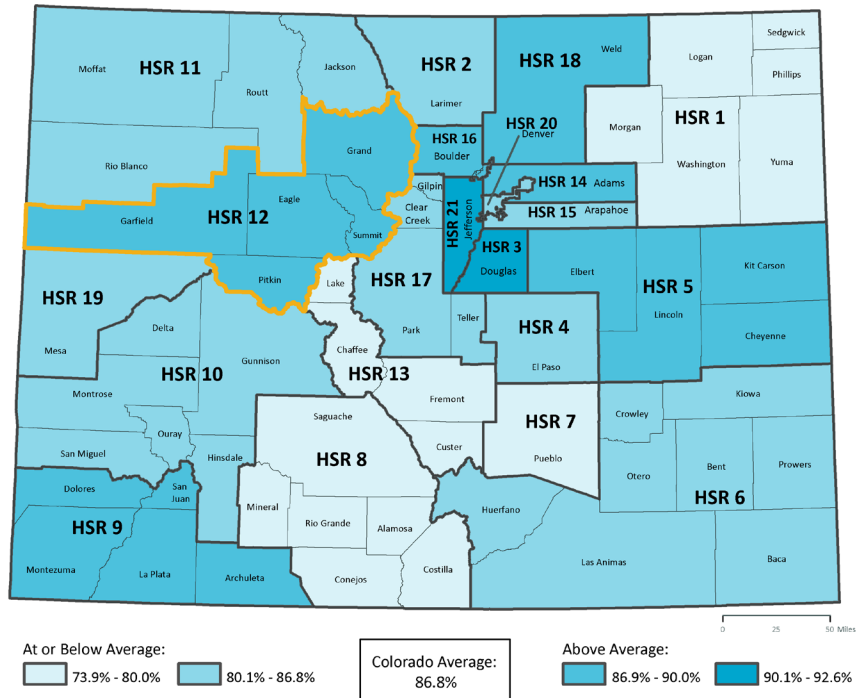 Sedgwick
Logan
Weld
HSR 18
HSR 2
Jackson
HSR 11
Moffat
Phillips
Routt
Larimer
HSR 1
HSR 20
Denver
Morgan
HSR 16
Boulder
Grand
Rio Blanco
Washington
Yuma
Gilpin
HSR 14 Adams
Eagle
Clear
Creek
HSR 21
Jefferson
HSR 15 Arapahoe
Garfield
HSR 12
Summit
HSR 3
Douglas
Elbert
Kit Carson
Pitkin
Lake
HSR 17
HSR 5
Lincoln
HSR 19
Mesa
Delta
Park
Teller
HSR 4
El Paso
Cheyenne
Chaffee
Gunnison
HSR 10
HSR 13
Montrose
Fremont
Kiowa
Saguache
Crowley
HSR 7
Pueblo
Ouray
San Miguel
Hinsdale
HSR 8
Custer
Otero
Bent
Prowers
HSR 6
Dolores
San
Juan
Mineral
Rio Grande
Alamosa
Huerfano
HSR 9
Montezuma
La Plata
Archuleta
Conejos
Costilla
Las Animas
Baca
0 25 50 Miles
At or Below Average:
73.9% - 80.0%
80.1% - 86.8%
Colorado Average:
86.8%
Above Average:
86.9% - 90.0%
90.1% - 92.6%